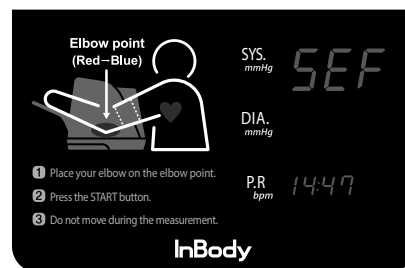 Elbow point
(Red–Blue)
1 Place your elbow on the elbow point.
2 Press the START button.
3 Do not move during the measurement.
SYS.
mmHg
SEF
DIA.
mmHg
P.R
bpm
14:47
InBody